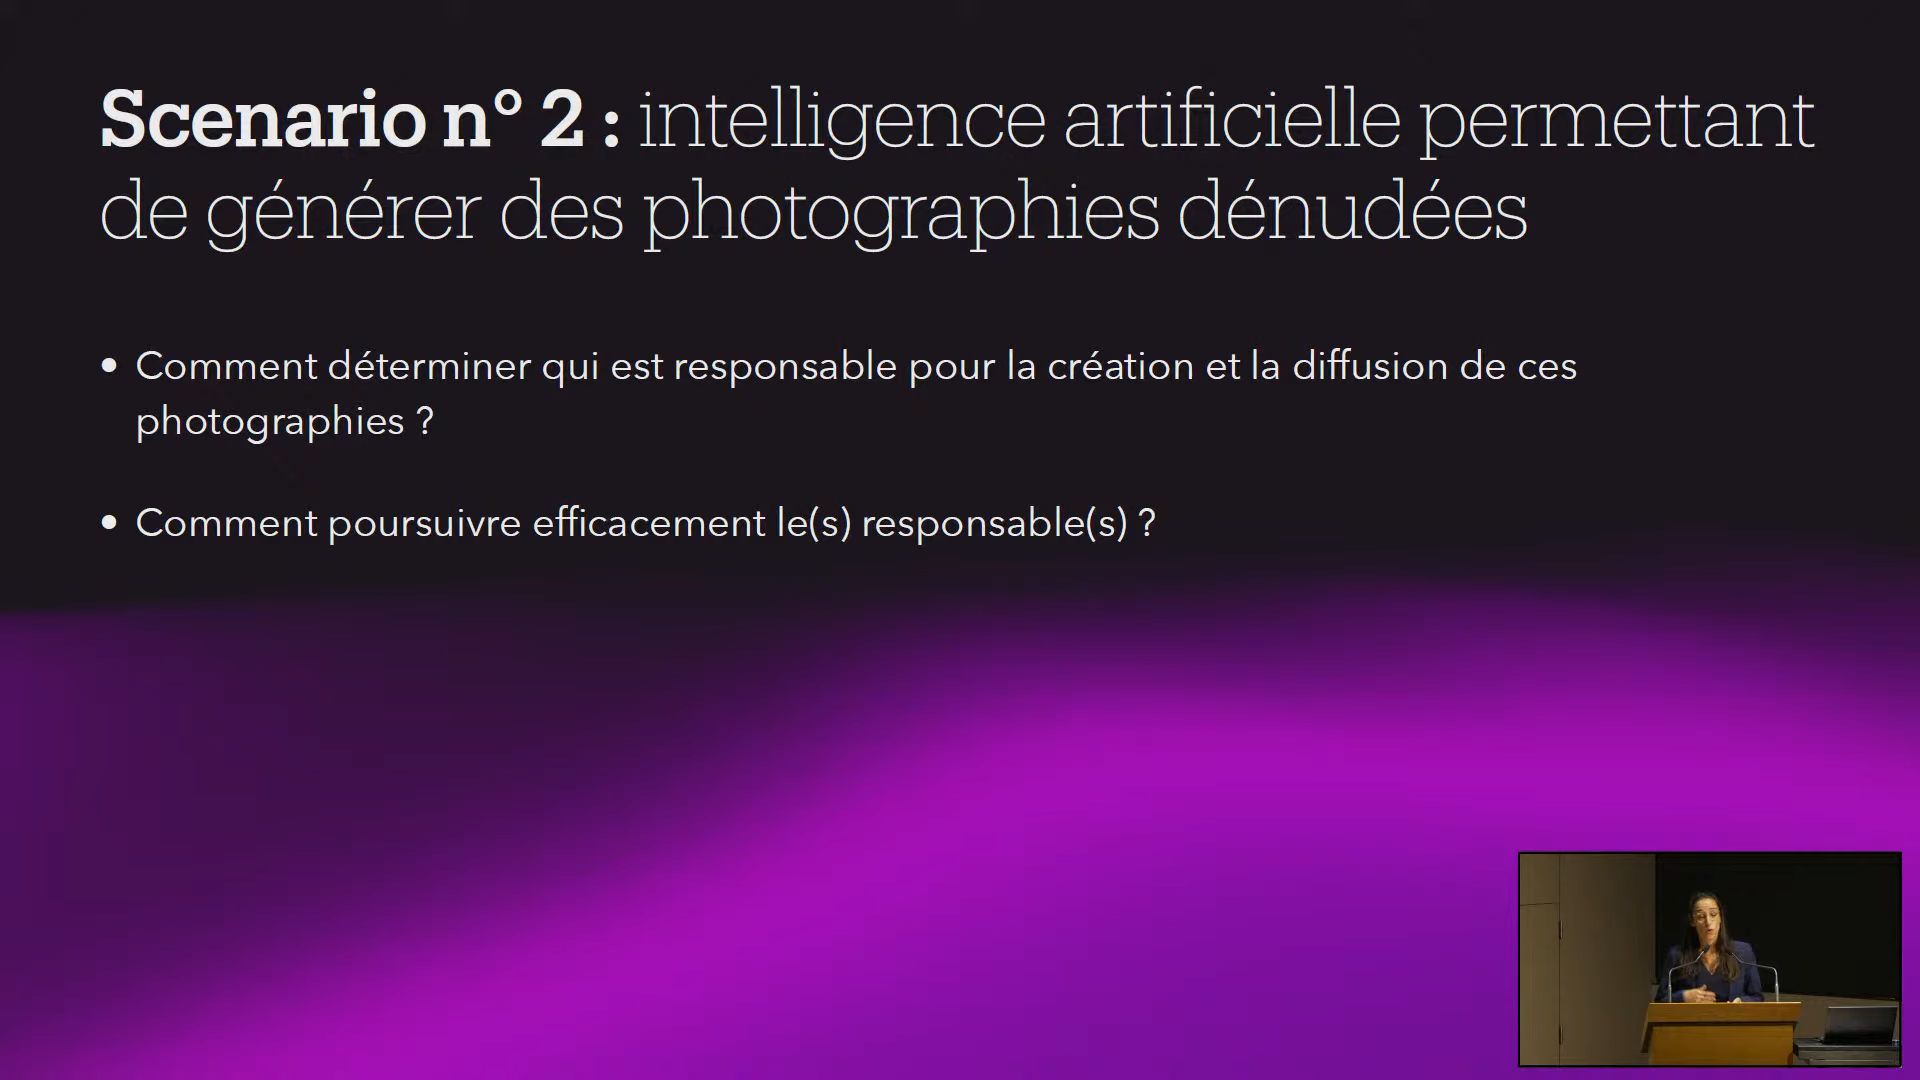 Scenario n° 2 : intelligence artificielle permettant
de générer des photographies dénudées
• Comment déterminer qui est responsable pour la création et la diffusion de ces
photographies ?
• Comment poursuivre efficacement le(s) responsable(s) ?